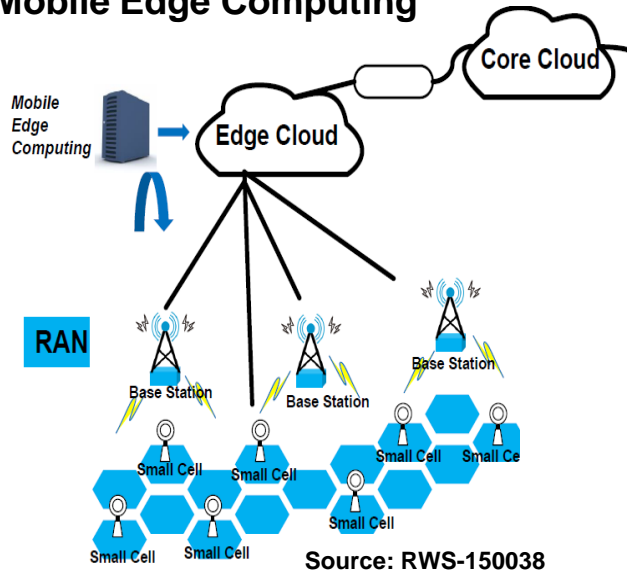 Mobile Edge Computing
Core Cloud
Mobile
Edge
Computing
Edge Cloud
RAN
Base Station
Base Station
Base Station
Small Cell
Small Cell
Small Cell
Small Ce
Small Cell
Small Cell
Small Cell
Source: RWS-150038